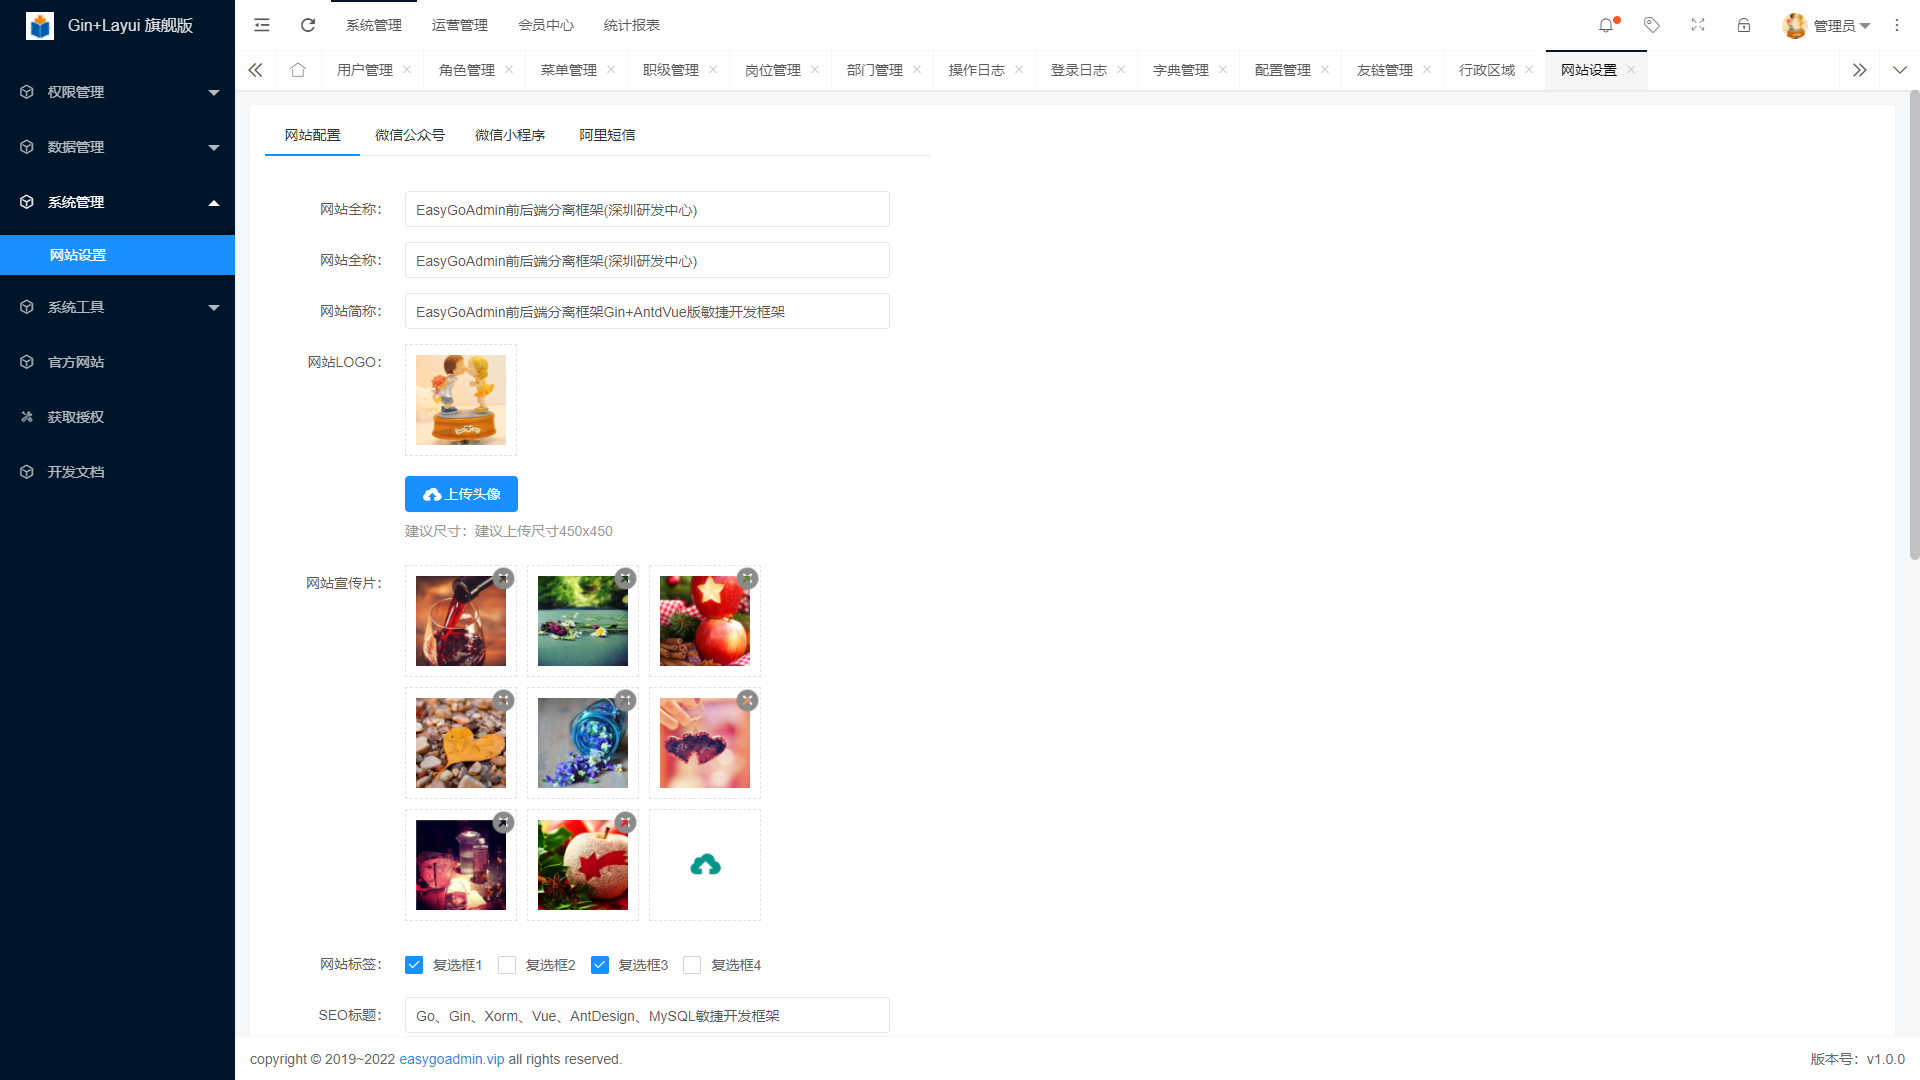 Gin+Layui 旗舰版
系统管理
运营管理
会员中心
统计报表
管理员
用户管理
角色管理
菜单管理
职级管理
岗位管理
部门管理
操作日志
登录日志
字典管理
配置管理
友链管理
行政区域
网站设置
权限管理
数据管理
系统管理
网站设置
系统工具
官方网站
获取授权
开发文档
网站配置
微信公众号
微信小程序
阿里短信
网站全称：
EasyGoAdmin前后端分离框架(深圳研发中心)
网站全称：
EasyGoAdmin前后端分离框架(深圳研发中心)
网站简称：
EasyGoAdmin前后端分离框架Gin+AntdVue版敏捷开发框架
网站LOGO：
上传头像
建议尺寸：建议上传尺寸450x450
网站宣传片：
网站标签：
复选框1
复选框2
复选框3
复选框4
SEO标题：
Go、Gin、Xorm、Vue、AntDesign、MySQL敏捷开发框架
copyright © 2019~2022 easygoadmin.vip all rights reserved.
版本号：v1.0.0